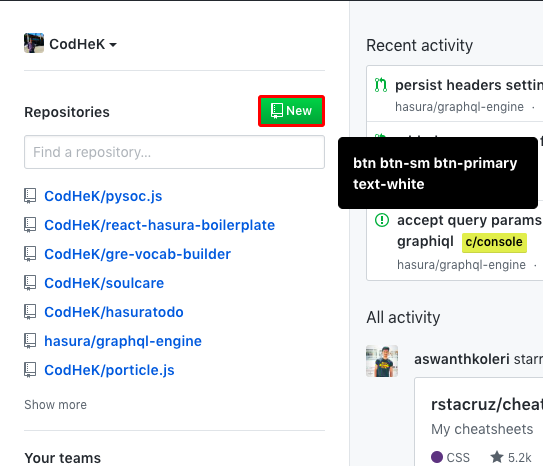 CodHeK
Repositories
New
Find a repository...
CodHeK/pysoc.js
CodHeK/react-hasura-boilerplate
CodHeK/gre-vocab-builder
CodHeK/soulcare
CodHeK/hasuratodo
hasura/graphql-engine
CodHeK/porticle.js
Show more
Your teams
Recent activity
persist headers settin
hasura/graphql-engine ·
btn btn-sm btn-primary
text-white
accept query params
graphiql c/console
hasura/graphql-engine ·
All activity
aswanthkoleri starr
rstacruz/cheat
My cheatsheets
CSS ★ 5.2k